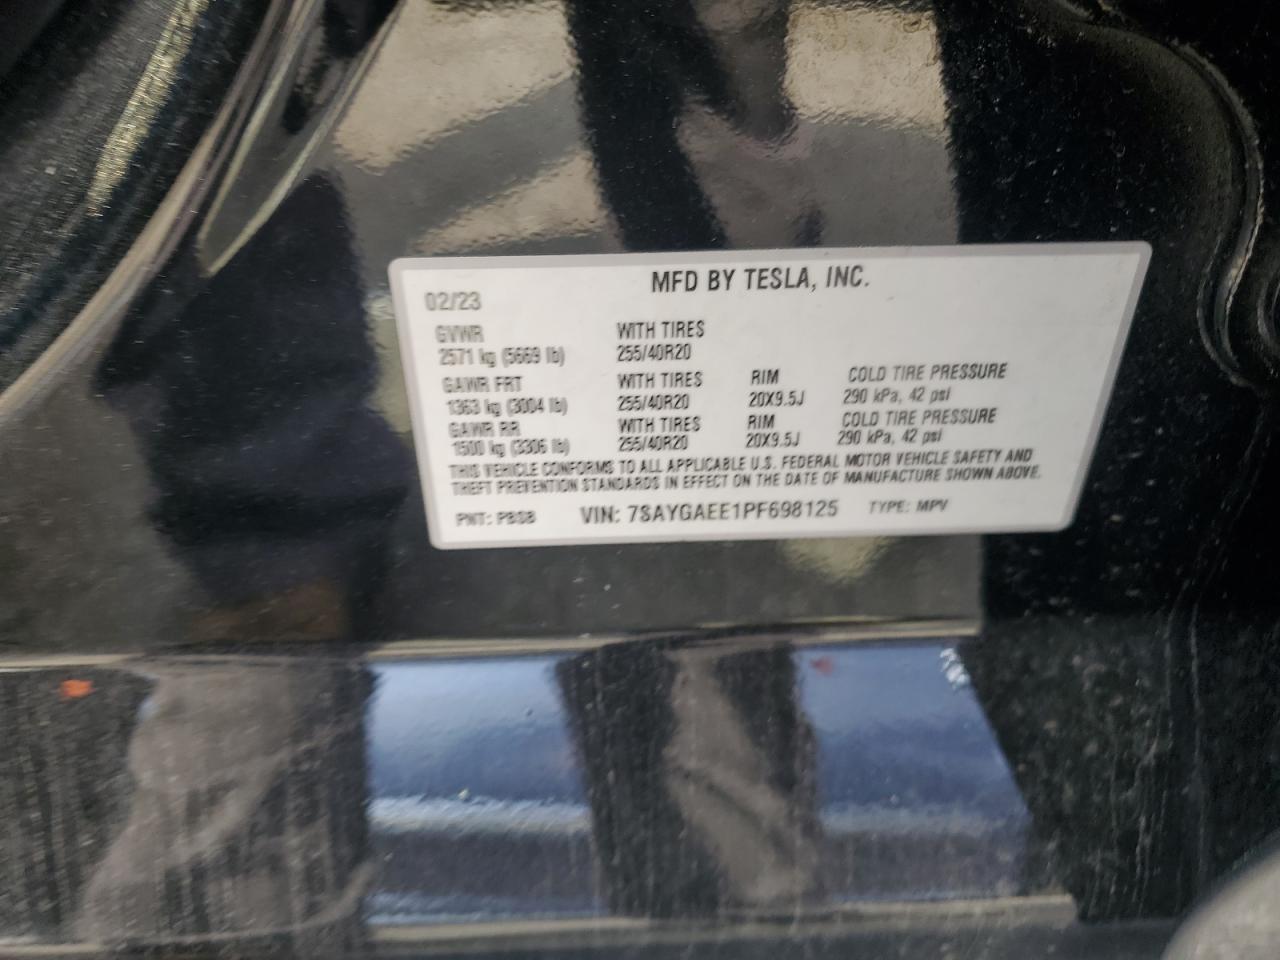 MFD BY TESLA, INC.
02/23
GVWR WITH TIRES
2571 kg (5669 lb) 255/40R20
GAWR FRT WITH TIRES RIM COLD TIRE PRESSURE
1363 kg (3004 lb) 255/40R20 20X9.5J 290 kPa, 42 psi
GAWR RR WITH TIRES RIM COLD TIRE PRESSURE
1500 kg (3306 lb) 255/40R20 20X9.5J 290 kPa, 42 psi
THIS VEHICLE CONFORMS TO ALL APPLICABLE U.S. FEDERAL MOTOR VEHICLE SAFETY AND
THEFT PREVENTION STANDARDS IN EFFECT ON THE DATE OF MANUFACTURE SHOWN ABOVE.
PNT: PBSB VIN: 7SAYGAEE1PF698125 TYPE: MPV